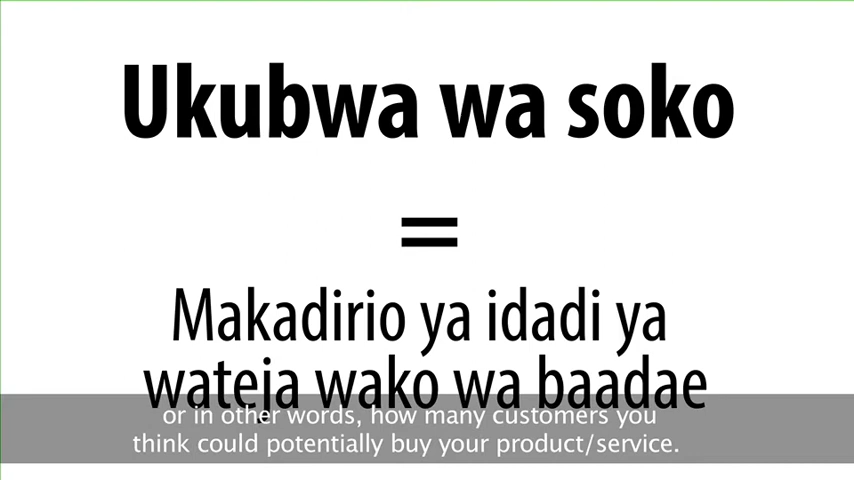 Ukubwa wa soko
=
Makadirio ya idadi ya
wateja wako wa baadae
or in other words, how many customers you
think could potentially buy your product/service.